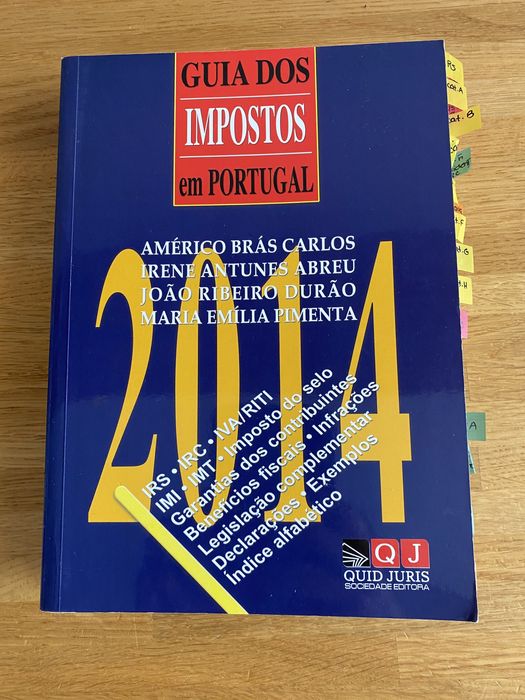 GUIA DOS
IMPOSTOS
em PORTUGAL
AMÉRICO BRÁS CARLOS
IRENE ANTUNES ABREU
JOÃO RIBEIRO DURÃO
MARIA EMÍLIA PIMENTA
2014
IRS • IRC • IVA/RITI
IMI • IMT • Imposto do selo
Garantias dos contribuintes
Benefícios fiscais • Infrações
Legislação complementar
Declarações • Exemplos
Índice alfabético
QJ
QUID JURIS
SOCIEDADE EDITORA
cat.A
cat.B
A